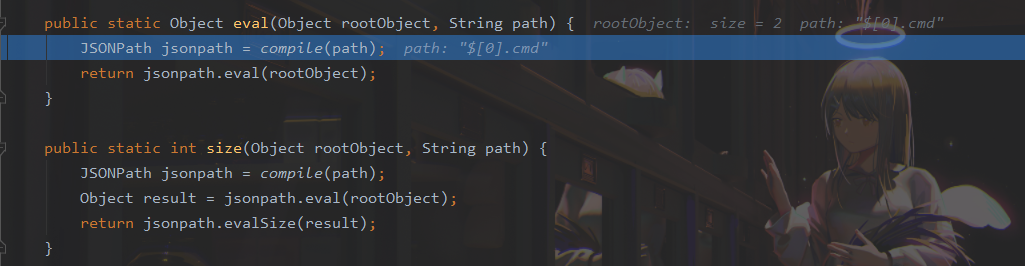 public static Object eval(Object rootObject, String path) {  rootObject:  size = 2  path: "$[0].cmd"
    JSONPath jsonpath = compile(path);  path: "$[0].cmd"
    return jsonpath.eval(rootObject);
}
public static int size(Object rootObject, String path) {
    JSONPath jsonpath = compile(path);
    Object result = jsonpath.eval(rootObject);
    return jsonpath.evalSize(result);
}